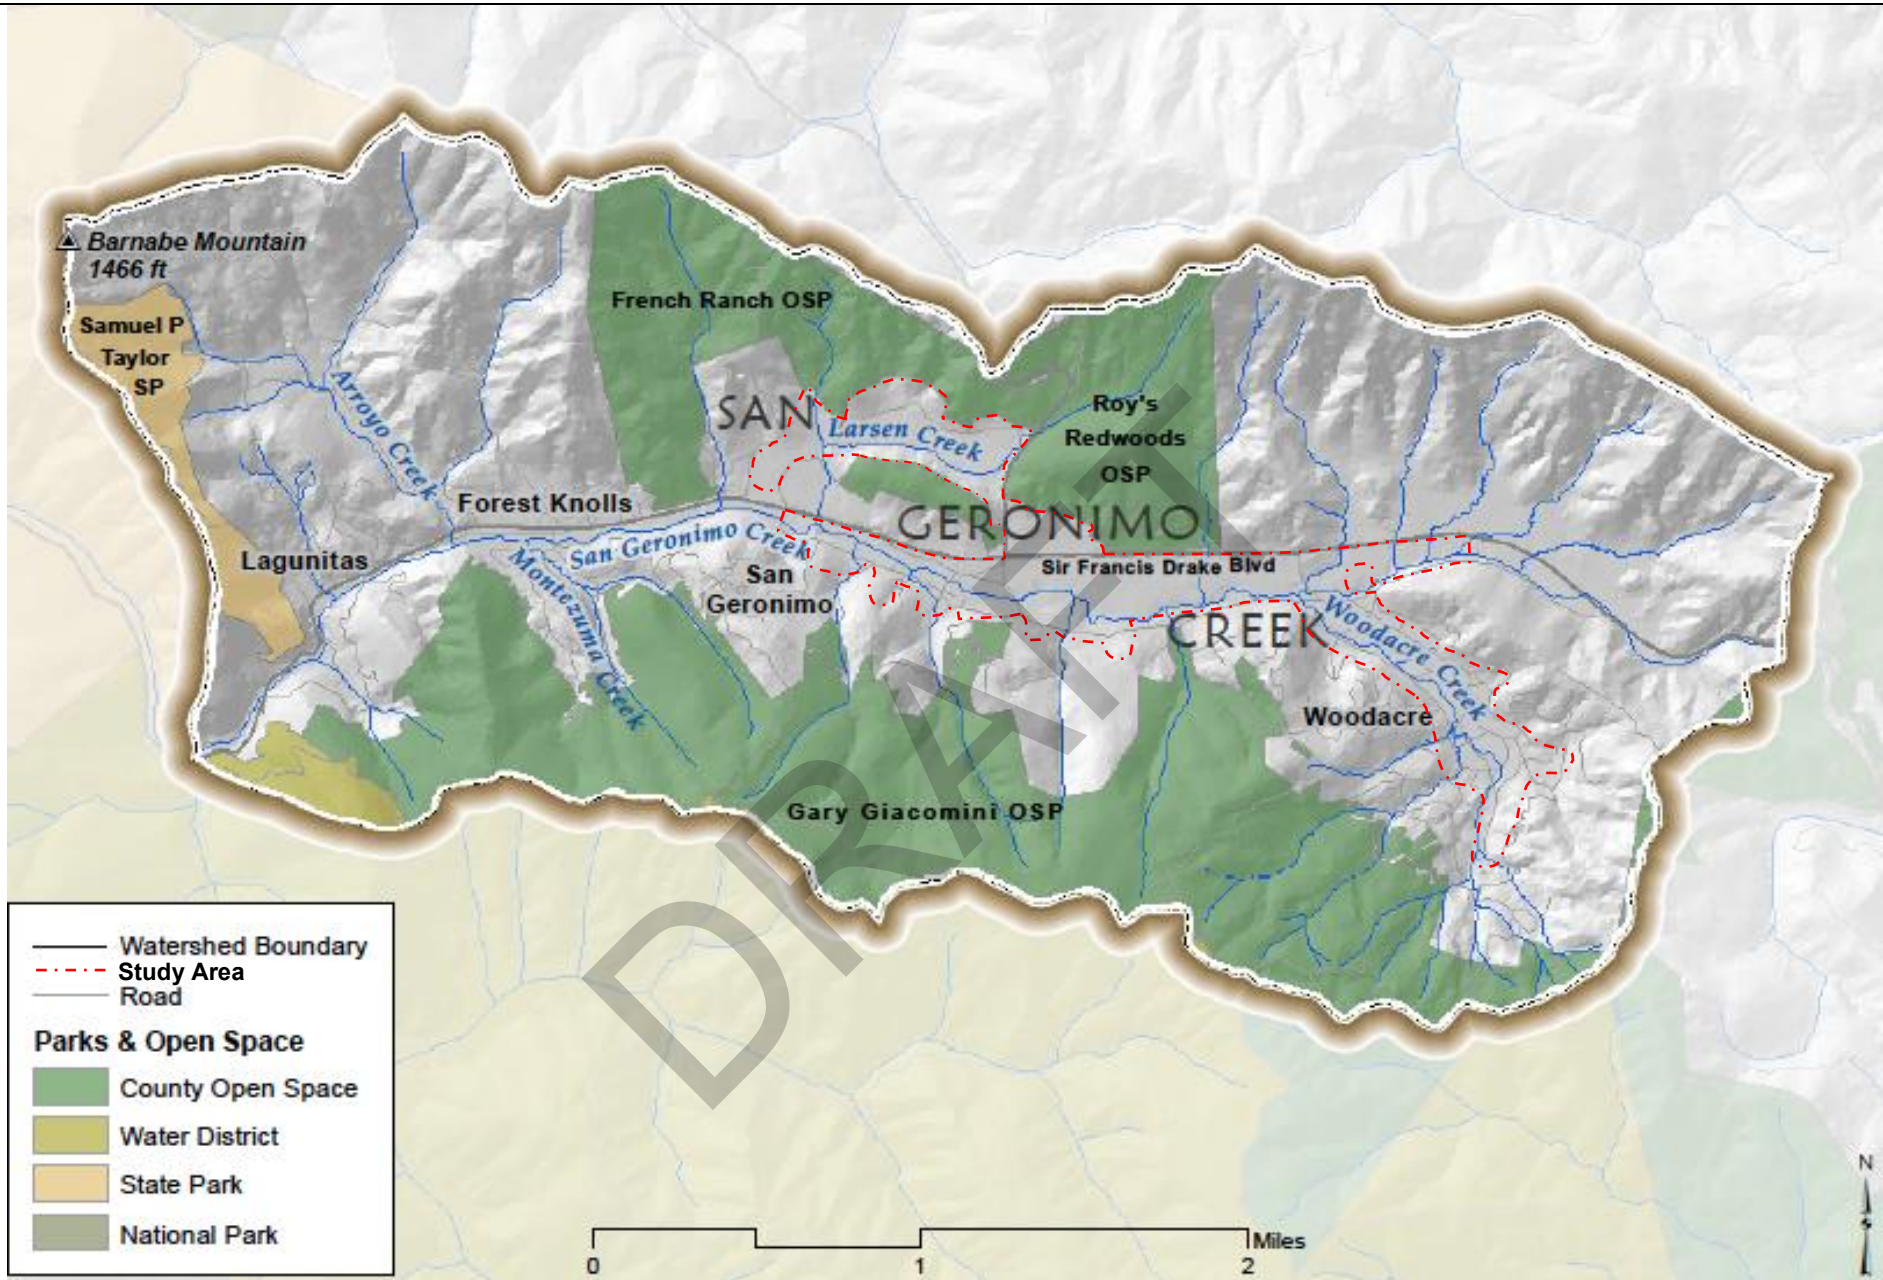 Barnabe Mountain
1466 ft
Samuel P
Taylor
SP
French Ranch OSP
Arroyo Creek
SAN
Larsen Creek
Roy's
Redwoods
OSP
Forest Knolls
GERONIMO
San Geronimo Creek
Lagunitas
Montezuma Creek
San
Geronimo
Sir Francis Drake Blvd
CREEK
Woodacre Creek
Woodacre
Gary Giacomini OSP
DRAFT
Watershed Boundary
Study Area
Road
Parks & Open Space
County Open Space
Water District
State Park
National Park
0 1 2
Miles
N
S